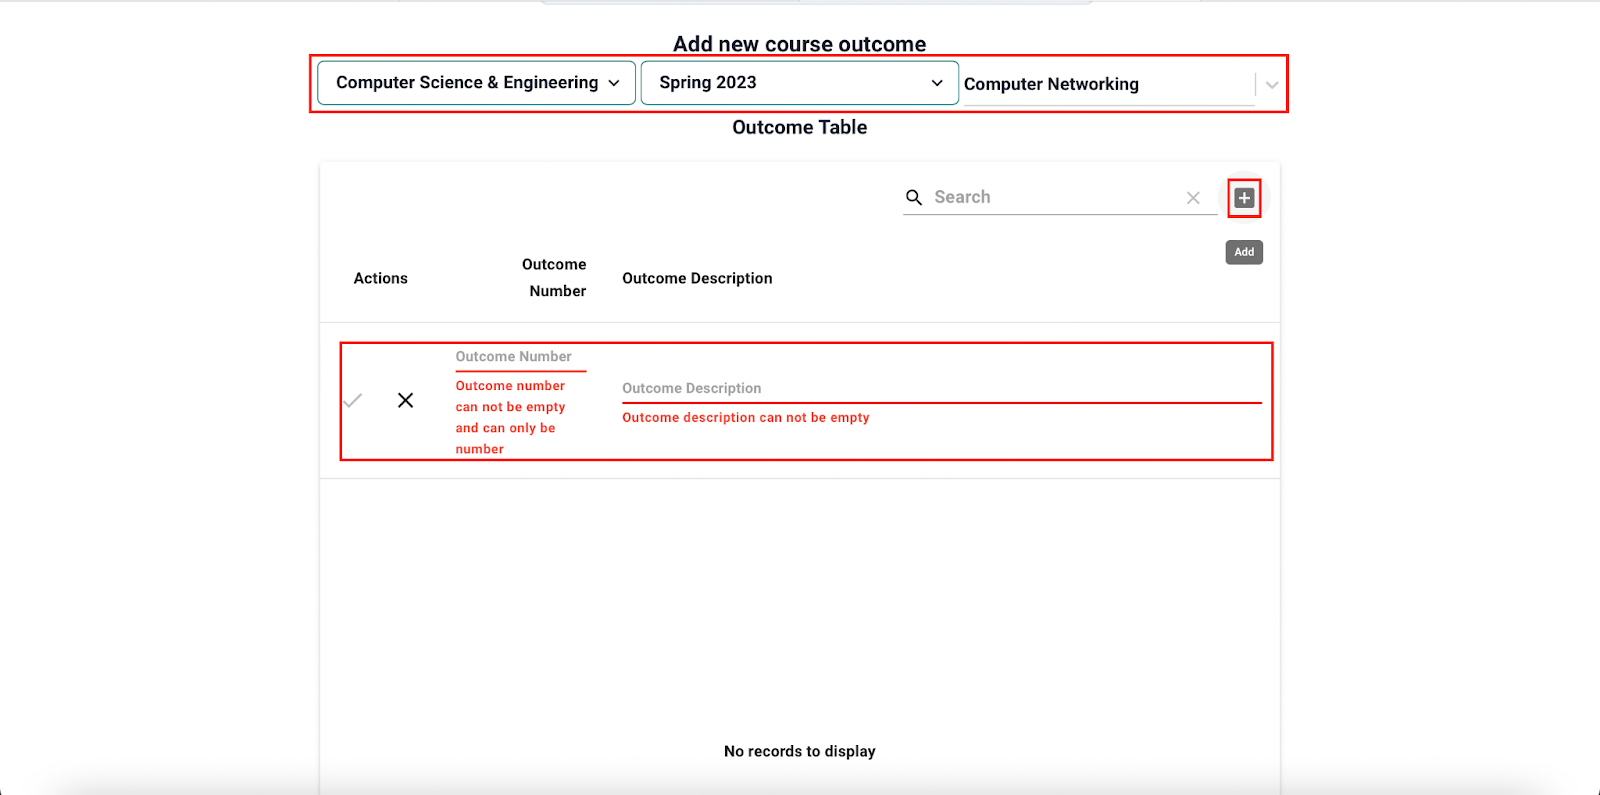 Add new course outcome
Computer Science & Engineering Spring 2023 Computer Networking
Outcome Table
Search
Add
Actions Outcome Number Outcome Description
Outcome Number
Outcome number
can not be empty
and can only be
number
Outcome Description
Outcome description can not be empty
No records to display